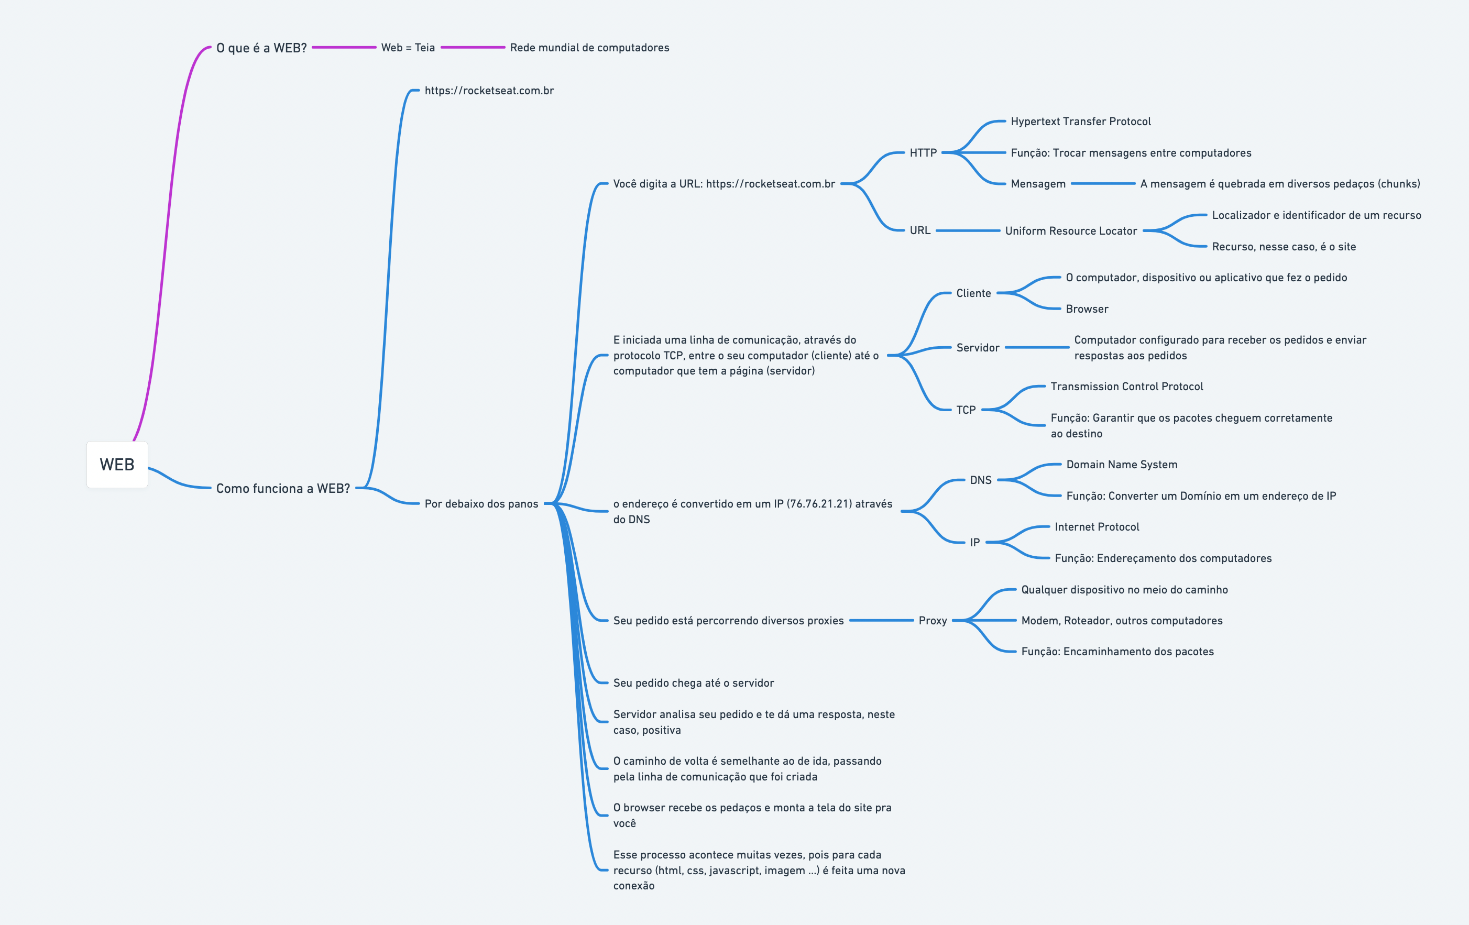 WEB
O que é a WEB?
Web = Teia
Rede mundial de computadores
Como funciona a WEB?
https://rocketseat.com.br
Por debaixo dos panos
Você digita a URL: https://rocketseat.com.br
HTTP
Hypertext Transfer Protocol
Função: Trocar mensagens entre computadores
Mensagem
A mensagem é quebrada em diversos pedaços (chunks)
URL
Uniform Resource Locator
Localizador e identificador de um recurso
Recurso, nesse caso, é o site
E iniciada uma linha de comunicação, através do
protocolo TCP, entre o seu computador (cliente) até o
computador que tem a página (servidor)
Cliente
O computador, dispositivo ou aplicativo que fez o pedido
Browser
Servidor
Computador configurado para receber os pedidos e enviar
respostas aos pedidos
TCP
Transmission Control Protocol
Função: Garantir que os pacotes cheguem corretamente
ao destino
o endereço é convertido em um IP (76.76.21.21) através
do DNS
DNS
Domain Name System
Função: Converter um Domínio em um endereço de IP
IP
Internet Protocol
Função: Endereçamento dos computadores
Seu pedido está percorrendo diversos proxies
Proxy
Qualquer dispositivo no meio do caminho
Modem, Roteador, outros computadores
Função: Encaminhamento dos pacotes
Seu pedido chega até o servidor
Servidor analisa seu pedido e te dá uma resposta, neste
caso, positiva
O caminho de volta é semelhante ao de ida, passando
pela linha de comunicação que foi criada
O browser recebe os pedaços e monta a tela do site pra
você
Esse processo acontece muitas vezes, pois para cada
recurso (html, css, javascript, imagem ...) é feita uma nova
conexão